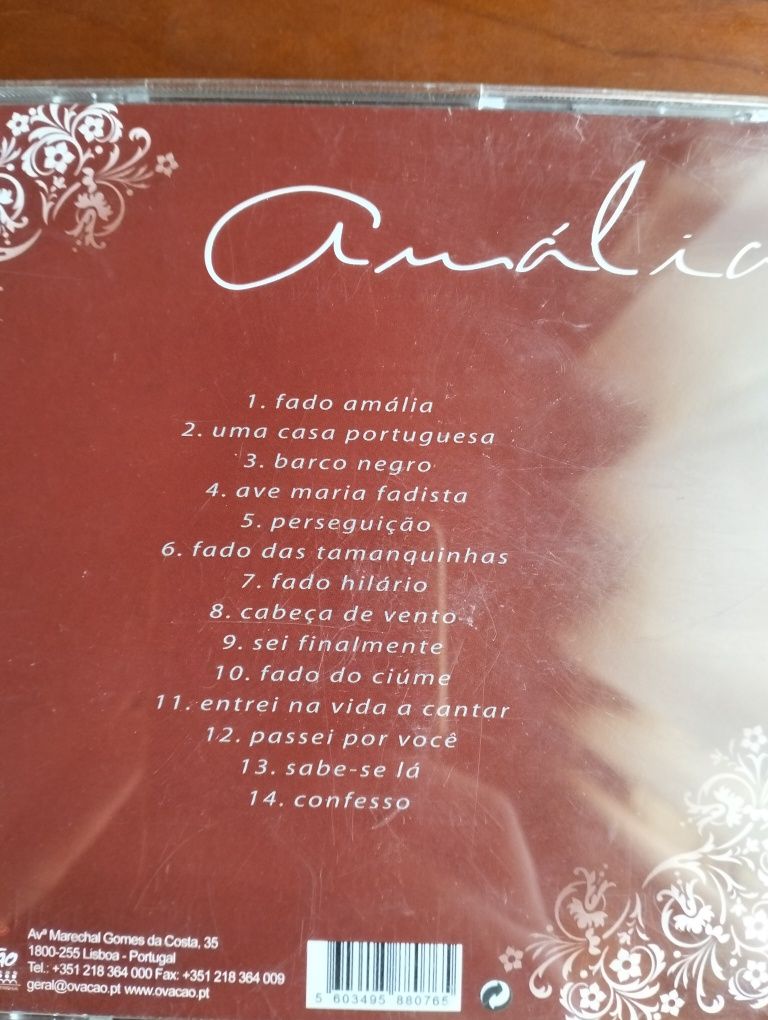 Amália
1. fado amália
2. uma casa portuguesa
3. barco negro
4. ave maria fadista
5. perseguição
6. fado das tamanquinhas
7. fado hilário
8. cabeça de vento
9. sei finalmente
10. fado do ciúme
11. entrei na vida a cantar
12. passei por você
13. sabe-se lá
14. confesso
Avª Marechal Gomes da Costa, 35
1800-255 Lisboa - Portugal
Tel.: +351 218 364 000 Fax: +351 218 364 009
geral@ovacao.pt www.ovacao.pt
5 603495 880765